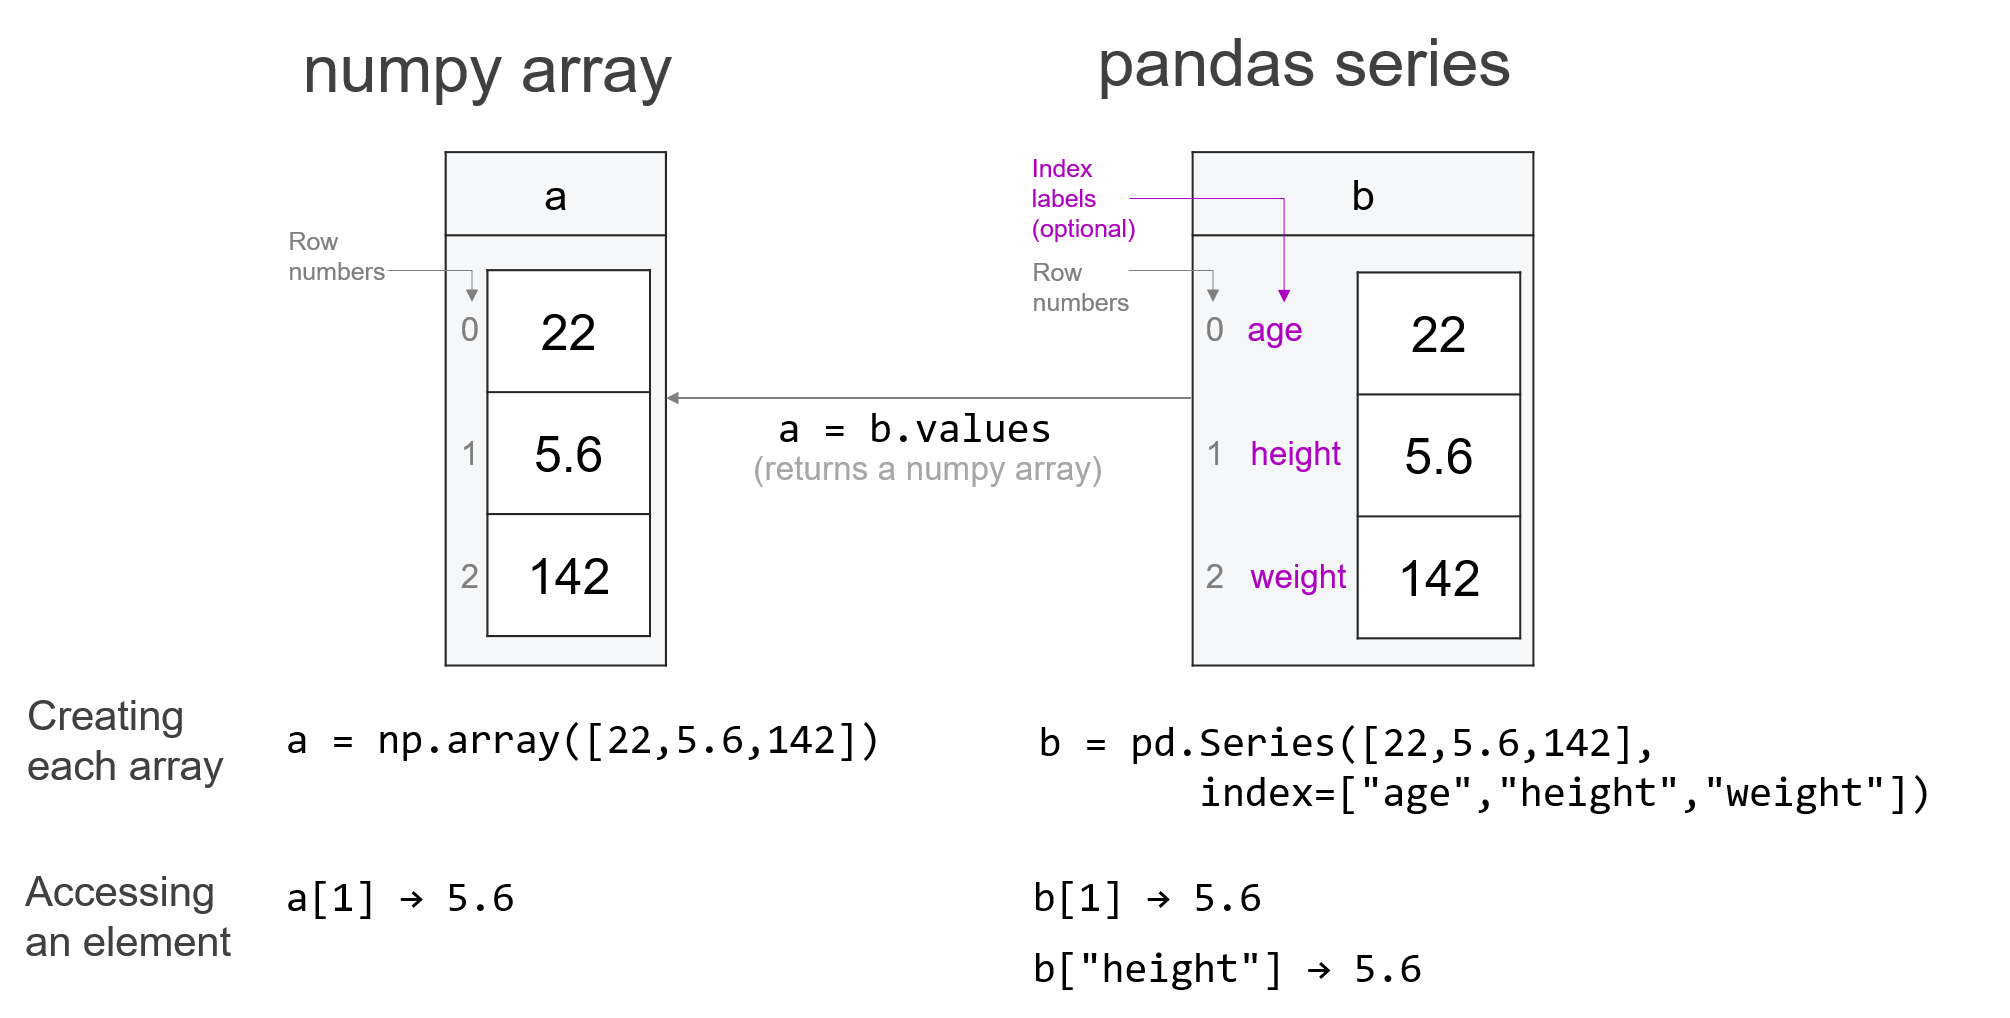 numpy array
pandas series
a
Row
numbers
0
22
1
5.6
2
142
a = b.values
(returns a numpy array)
Index
labels
(optional)
Row
numbers
b
0 age 22
1 height 5.6
2 weight 142
Creating
each array
a = np.array([22,5.6,142])
b = pd.Series([22,5.6,142],
index=["age","height","weight"])
Accessing
an element
a[1] → 5.6
b[1] → 5.6
b["height"] → 5.6